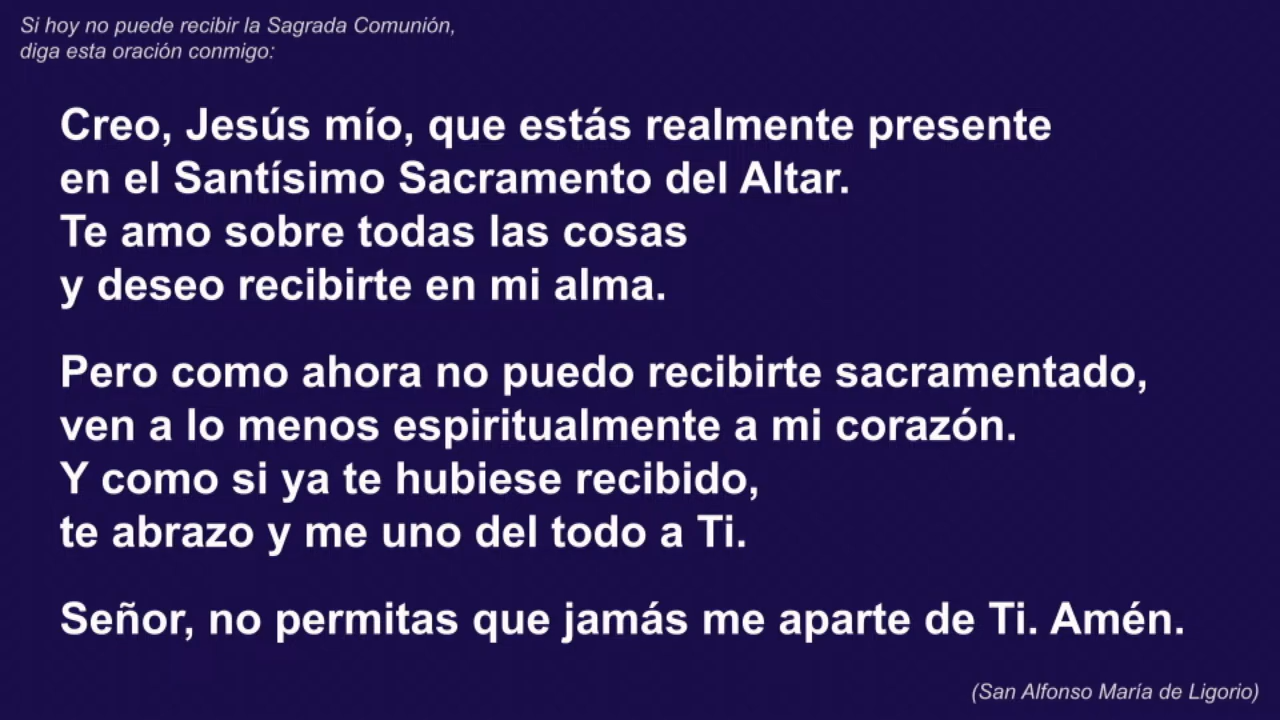 Si hoy no puede recibir la Sagrada Comunión,
diga esta oración conmigo:
Creo, Jesús mío, que estás realmente presente
en el Santísimo Sacramento del Altar.
Te amo sobre todas las cosas
y deseo recibirte en mi alma.
Pero como ahora no puedo recibirte sacramentado,
ven a lo menos espiritualmente a mi corazón.
Y como si ya te hubiese recibido,
te abrazo y me uno del todo a Ti.
Señor, no permitas que jamás me aparte de Ti. Amén.
(San Alfonso María de Ligorio)